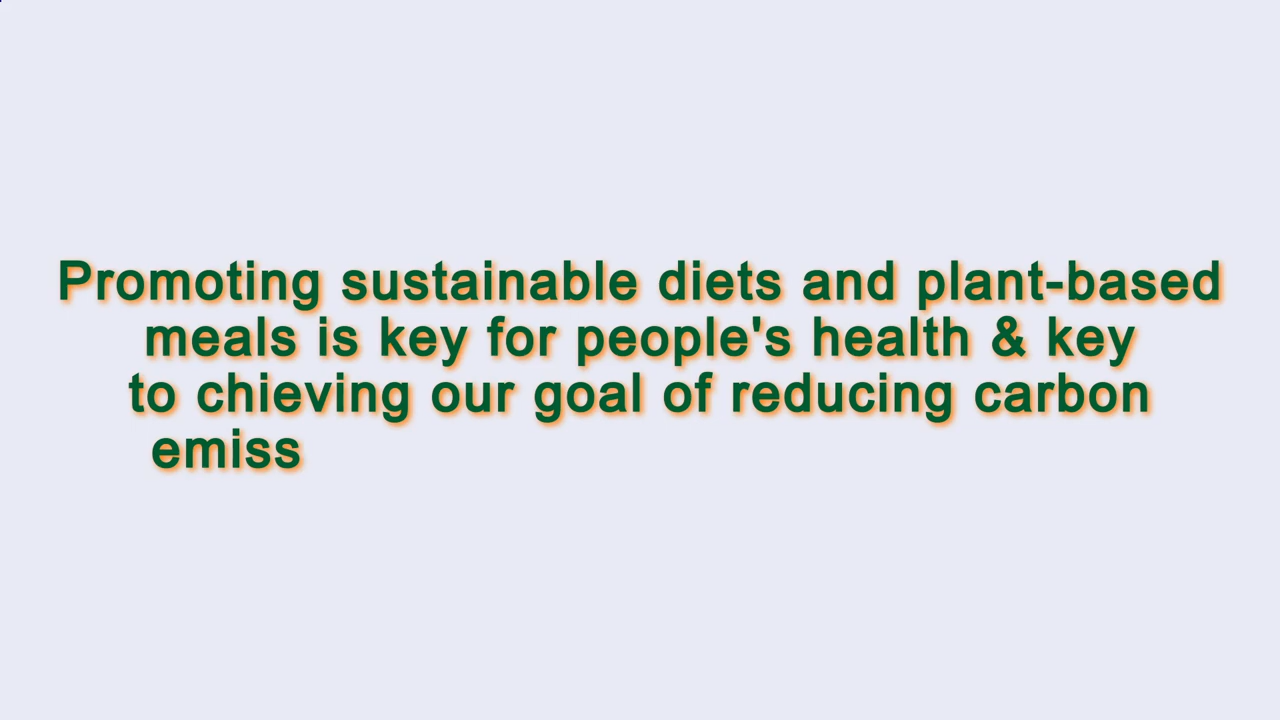 Promoting sustainable diets and plant-based
meals is key for people's health & key
to chieving our goal of reducing carbon
emiss